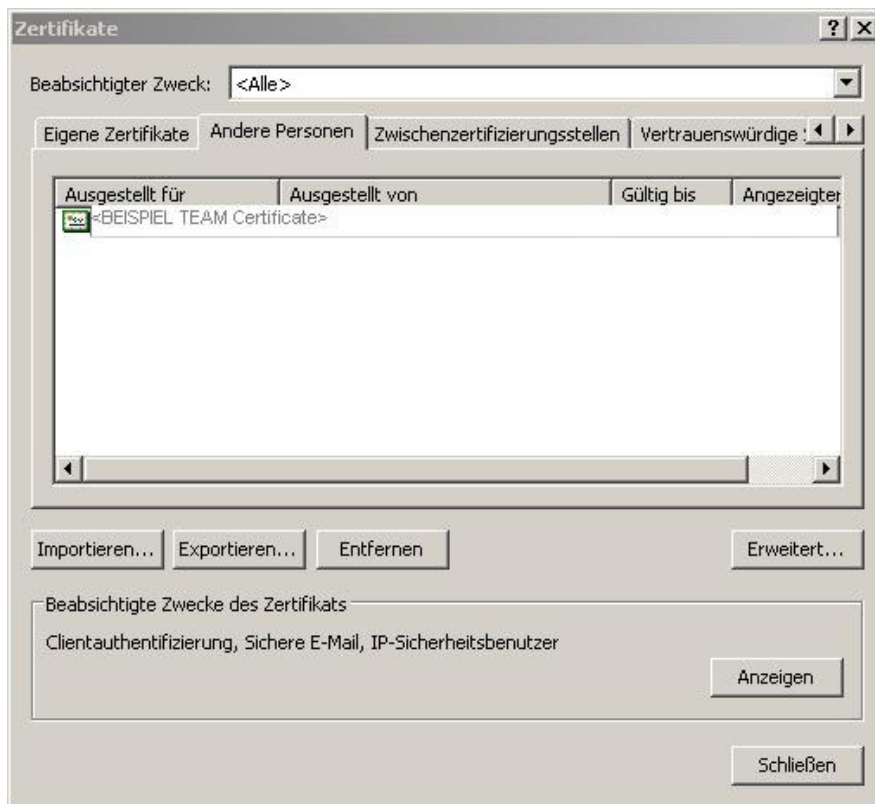 Zertifikate
Beabsichtigter Zweck: <Alle>
Eigene Zertifikate Andere Personen Zwischenzertifizierungsstellen Vertrauenswürdige
Ausgestellt für Ausgestellt von Gültig bis Angezeigter
<BEISPIEL TEAM Certificate>
Importieren... Exportieren... Entfernen Erweitert...
Beabsichtigte Zwecke des Zertifikats
Clientauthentifizierung, Sichere E-Mail, IP-Sicherheitsbenutzer
Anzeigen
Schließen